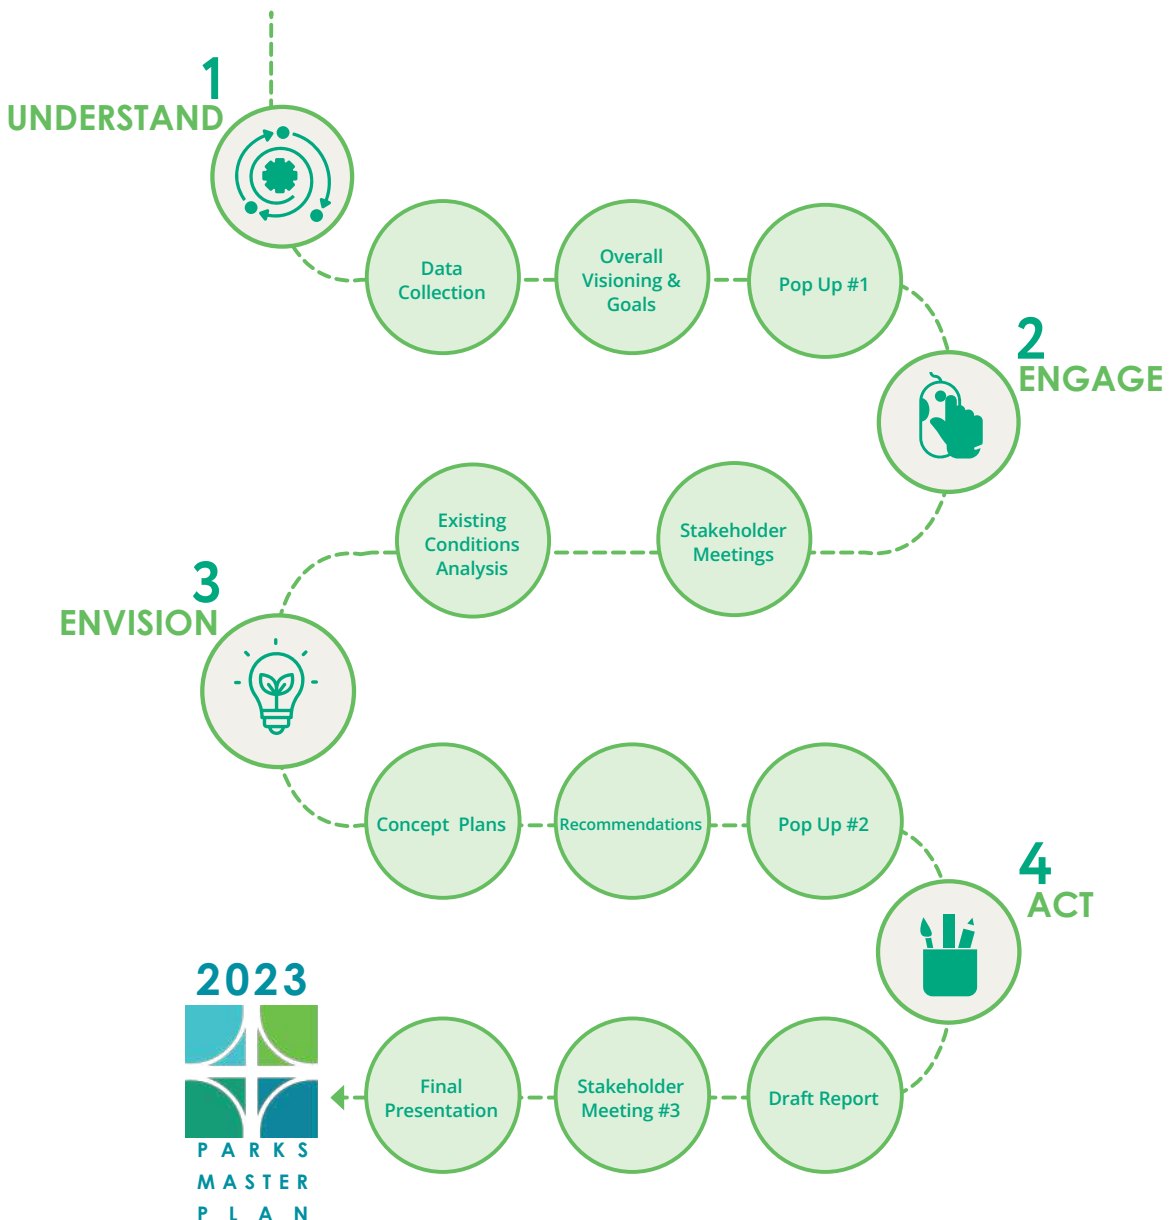 1
UNDERSTAND
Data
Collection
Overall
Visioning &
Goals
Pop Up #1
2
ENGAGE
Stakeholder
Meetings
Existing
Conditions
Analysis
3
ENVISION
Concept Plans
Recommendations
Pop Up #2
4
ACT
Draft Report
Stakeholder
Meeting #3
Final
Presentation
2023
PARKS
MASTER
PLAN